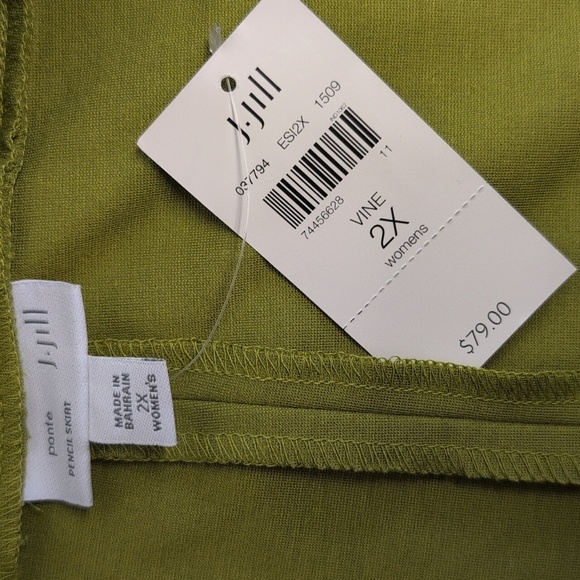 J.Jill
037794 ESI2X 1509
74456628 11
VINE
2X
womens
$79.00
J.Jill
ponte
PENCIL SKIRT
MADE IN
BAHRAIN
2X
WOMEN'S